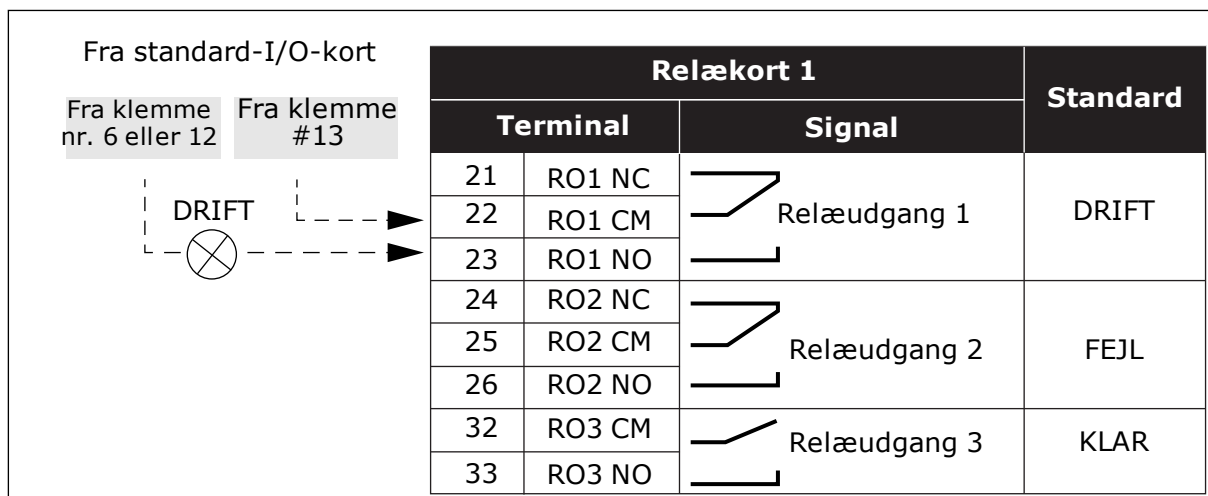 Fra standard-I/O-kort
Fra klemme
nr. 6 eller 12
Fra klemme
#13
DRIFT
Relækort 1
Standard
Terminal
Signal
21 RO1 NC
22 RO1 CM
23 RO1 NO
Relæudgang 1
DRIFT
24 RO2 NC
25 RO2 CM
26 RO2 NO
Relæudgang 2
FEJL
32 RO3 CM
33 RO3 NO
Relæudgang 3
KLAR